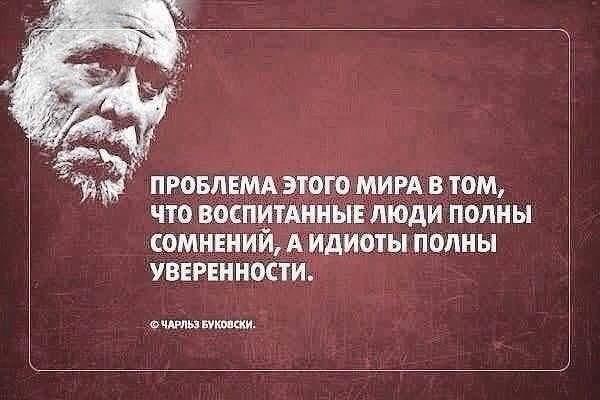 ПРОБЛЕМА ЭТОГО МИРА В ТОМ,
ЧТО ВОСПИТАННЫЕ ЛЮДИ ПОЛНЫ
СОМНЕНИЙ, А ИДИОТЫ ПОЛНЫ
УВЕРЕННОСТИ.
© ЧАРЛЬЗ БУКОВСКИ.